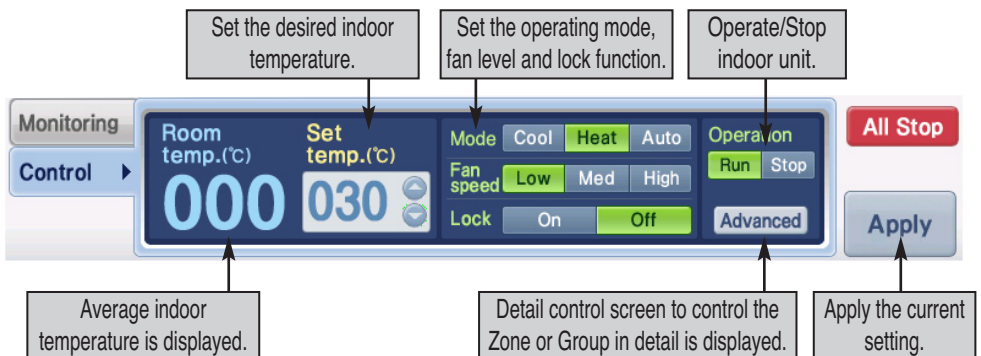 Set the desired indoor
temperature.
Set the operating mode,
fan level and lock function.
Operate/Stop
indoor unit.
Monitoring
Control
Room
temp.(℃)
000
Set
temp.(℃)
030
Mode Cool Heat Auto
Fan
speed Low Med High
Lock On Off
Operation
Run Stop
Advanced
All Stop
Apply
Average indoor
temperature is displayed.
Detail control screen to control the
Zone or Group in detail is displayed.
Apply the current
setting.